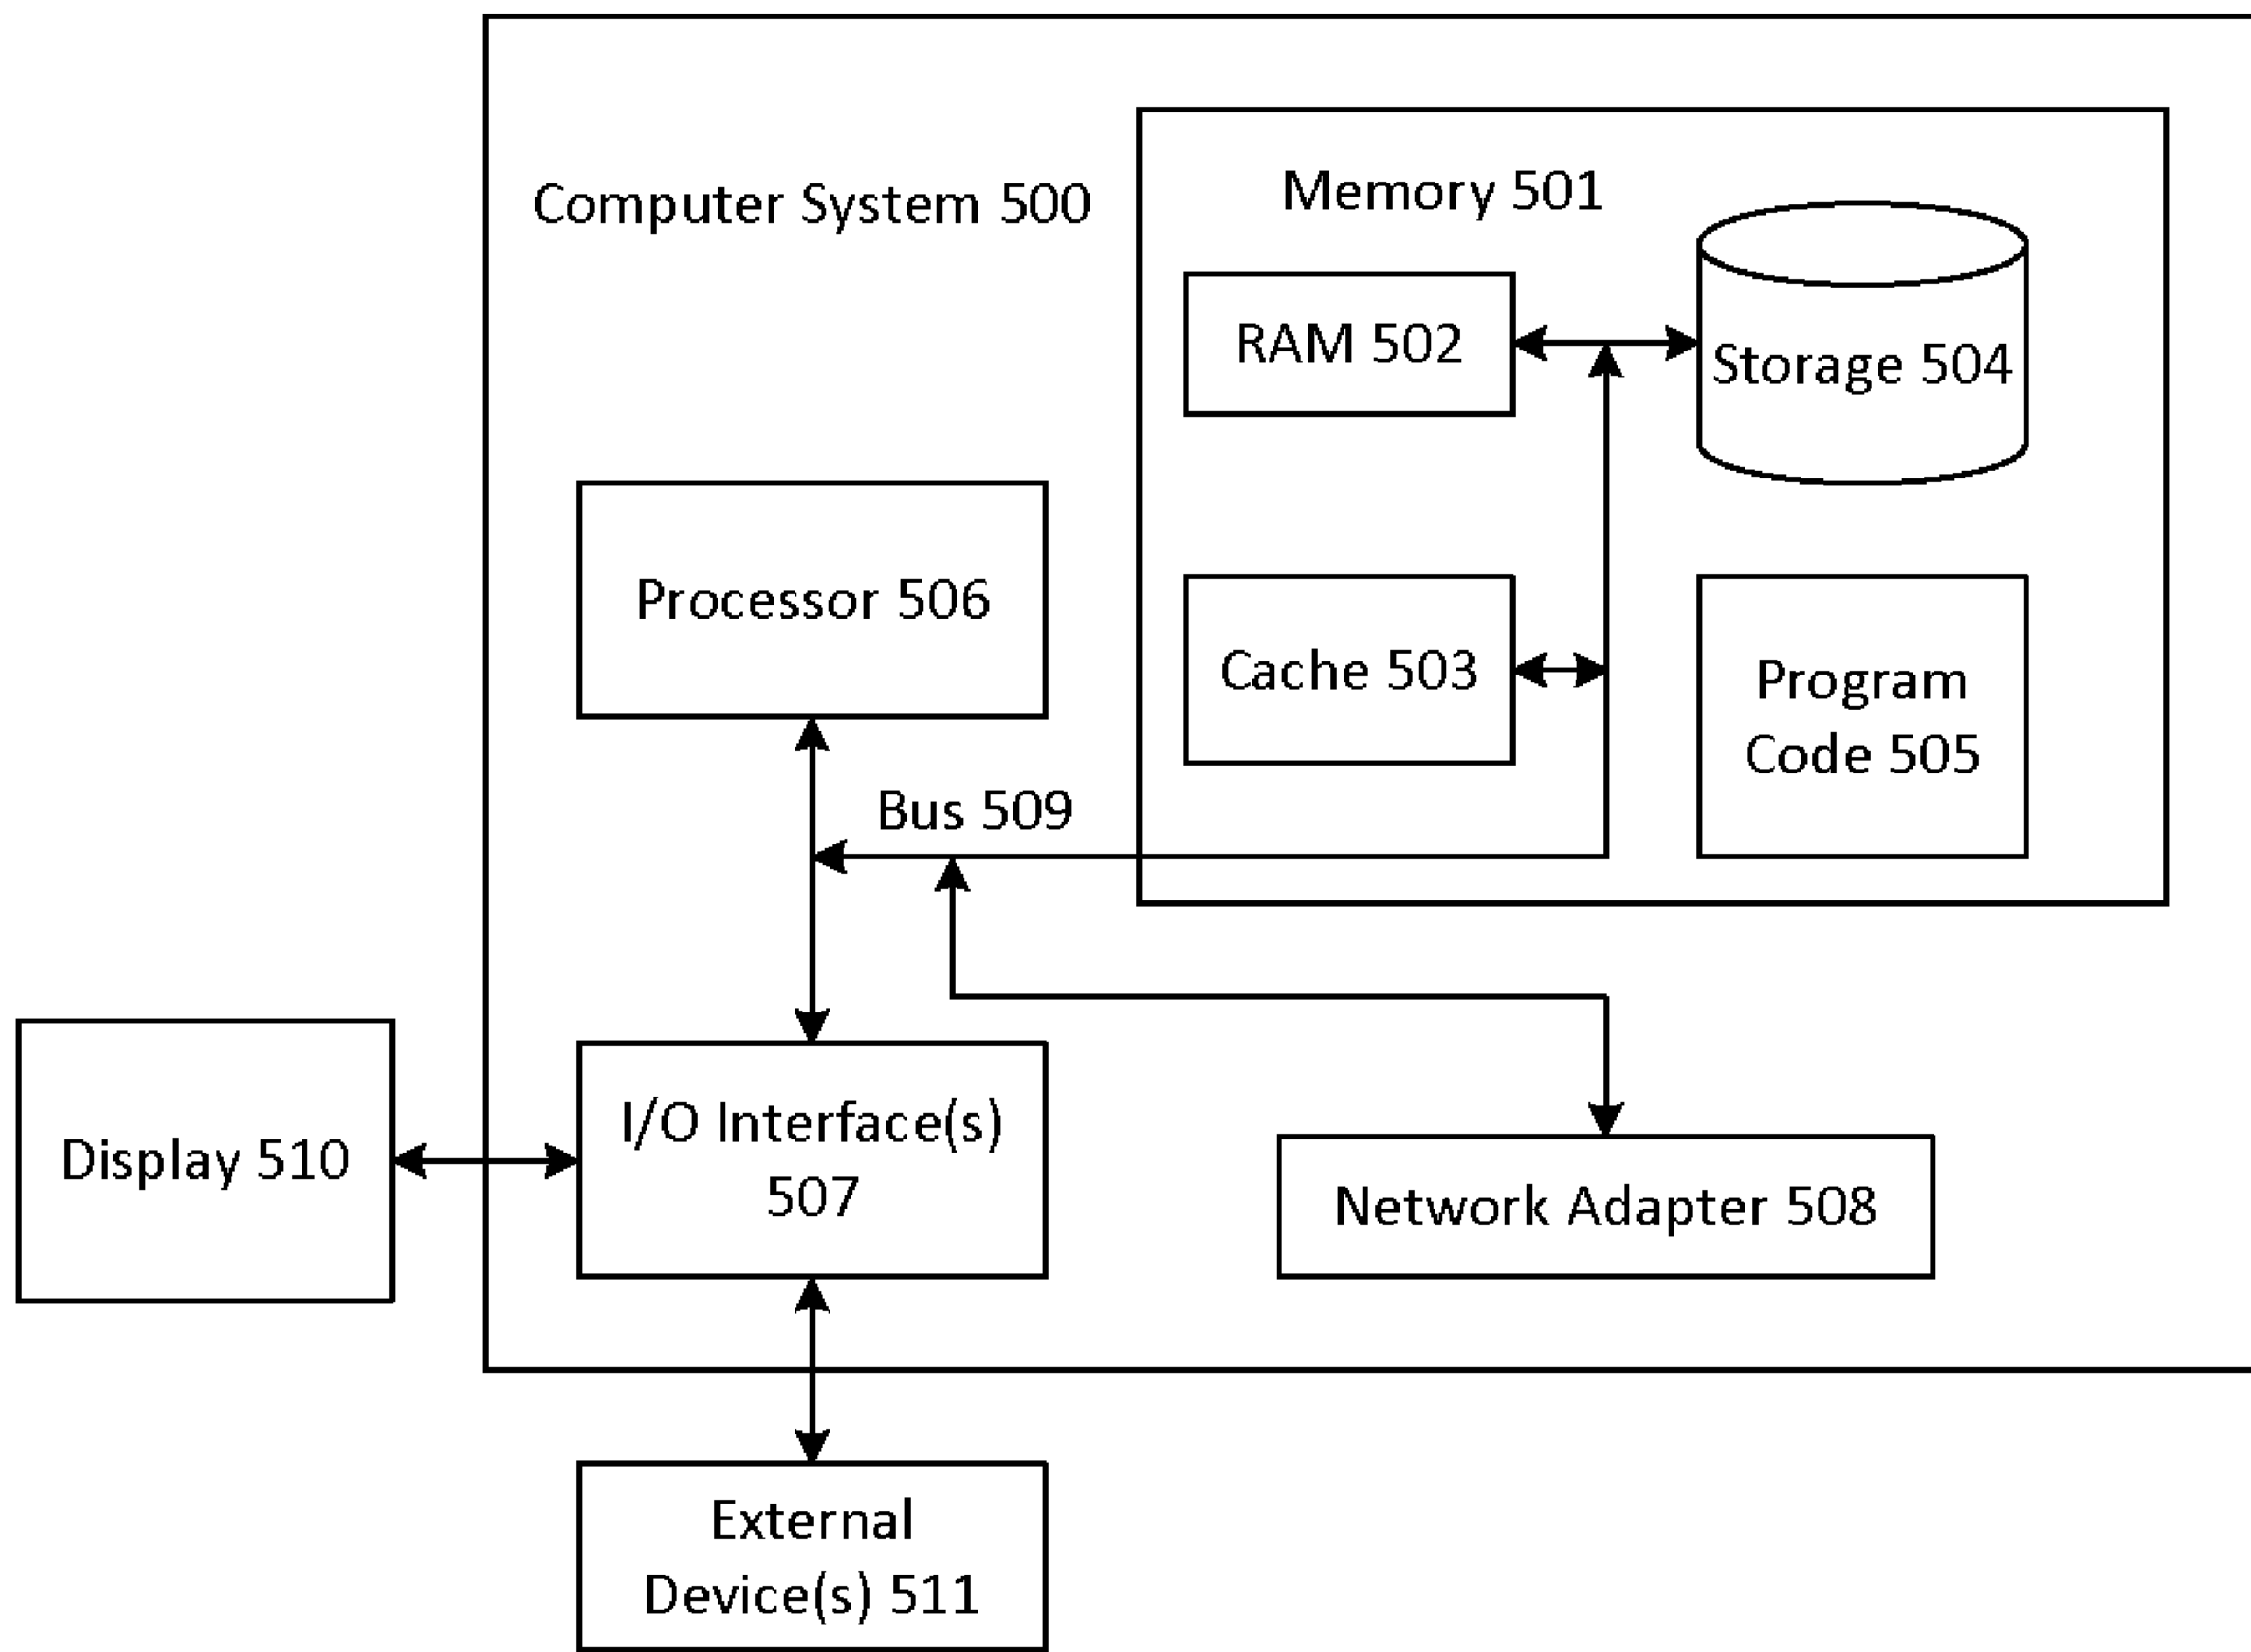 Computer System 500
Memory 501
RAM 502
Storage 504
Processor 506
Cache 503
Program
Code 505
Bus 509
Display 510
I/O Interface(s)
507
Network Adapter 508
External
Device(s) 511